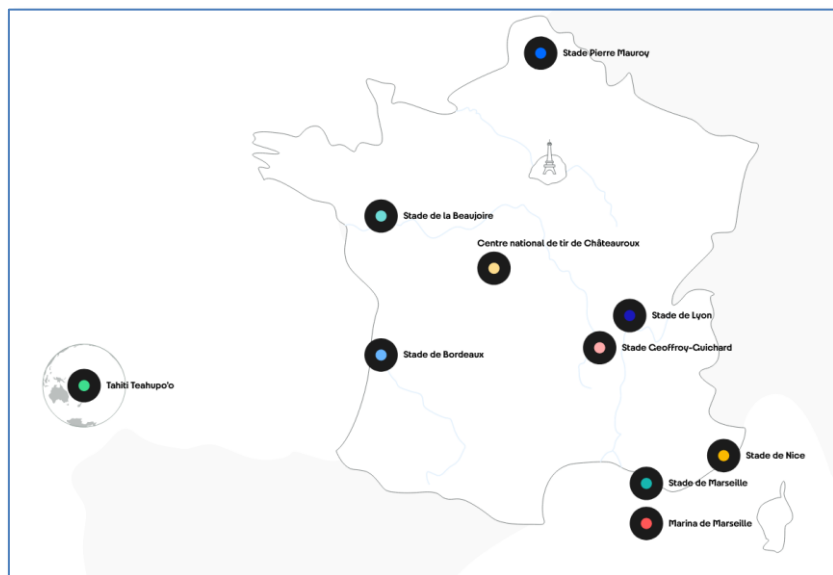 Stade Pierre Mauroy
Stade de la Beaujoire
Centre national de tir de Châteauroux
Stade de Lyon
Stade Geoffroy-Guichard
Stade de Bordeaux
Tahiti Teahupo'o
Stade de Nice
Stade de Marseille
Marina de Marseille